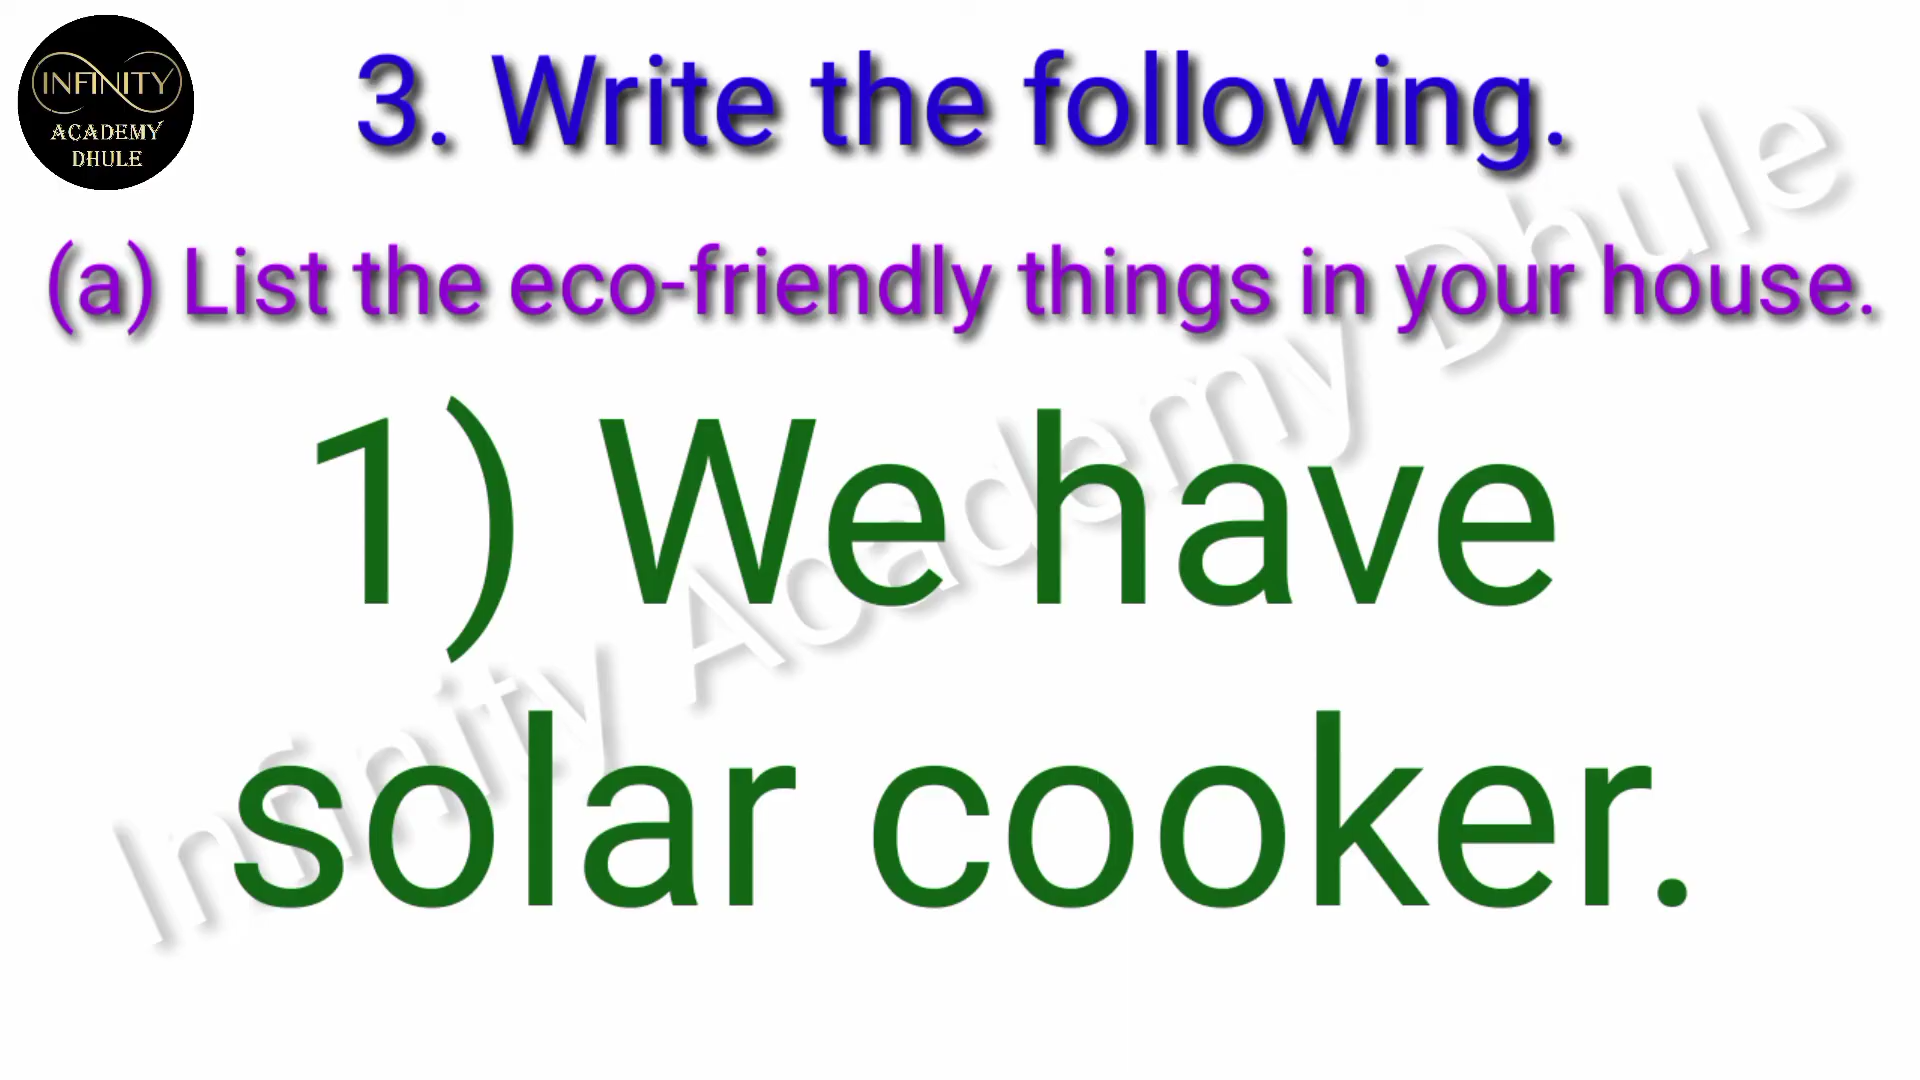 INFINITY
ACADEMY
DHULE
3. Write the following.
(a) List the eco-friendly things in your house.
1) We have
solar cooker.
Infinity Academy Dhule